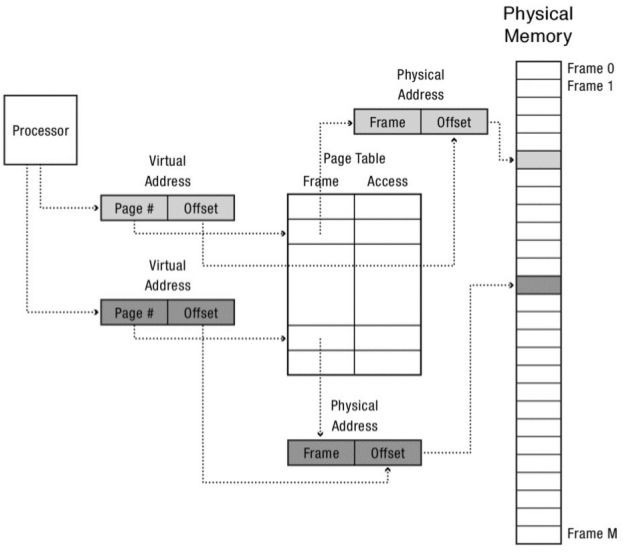 Physical
Memory
Frame 0
Frame 1
Physical
Address
Frame Offset
Processor
Virtual
Address
Page # Offset
Page Table
Frame Access
Virtual
Address
Page # Offset
Physical
Address
Frame Offset
Frame M